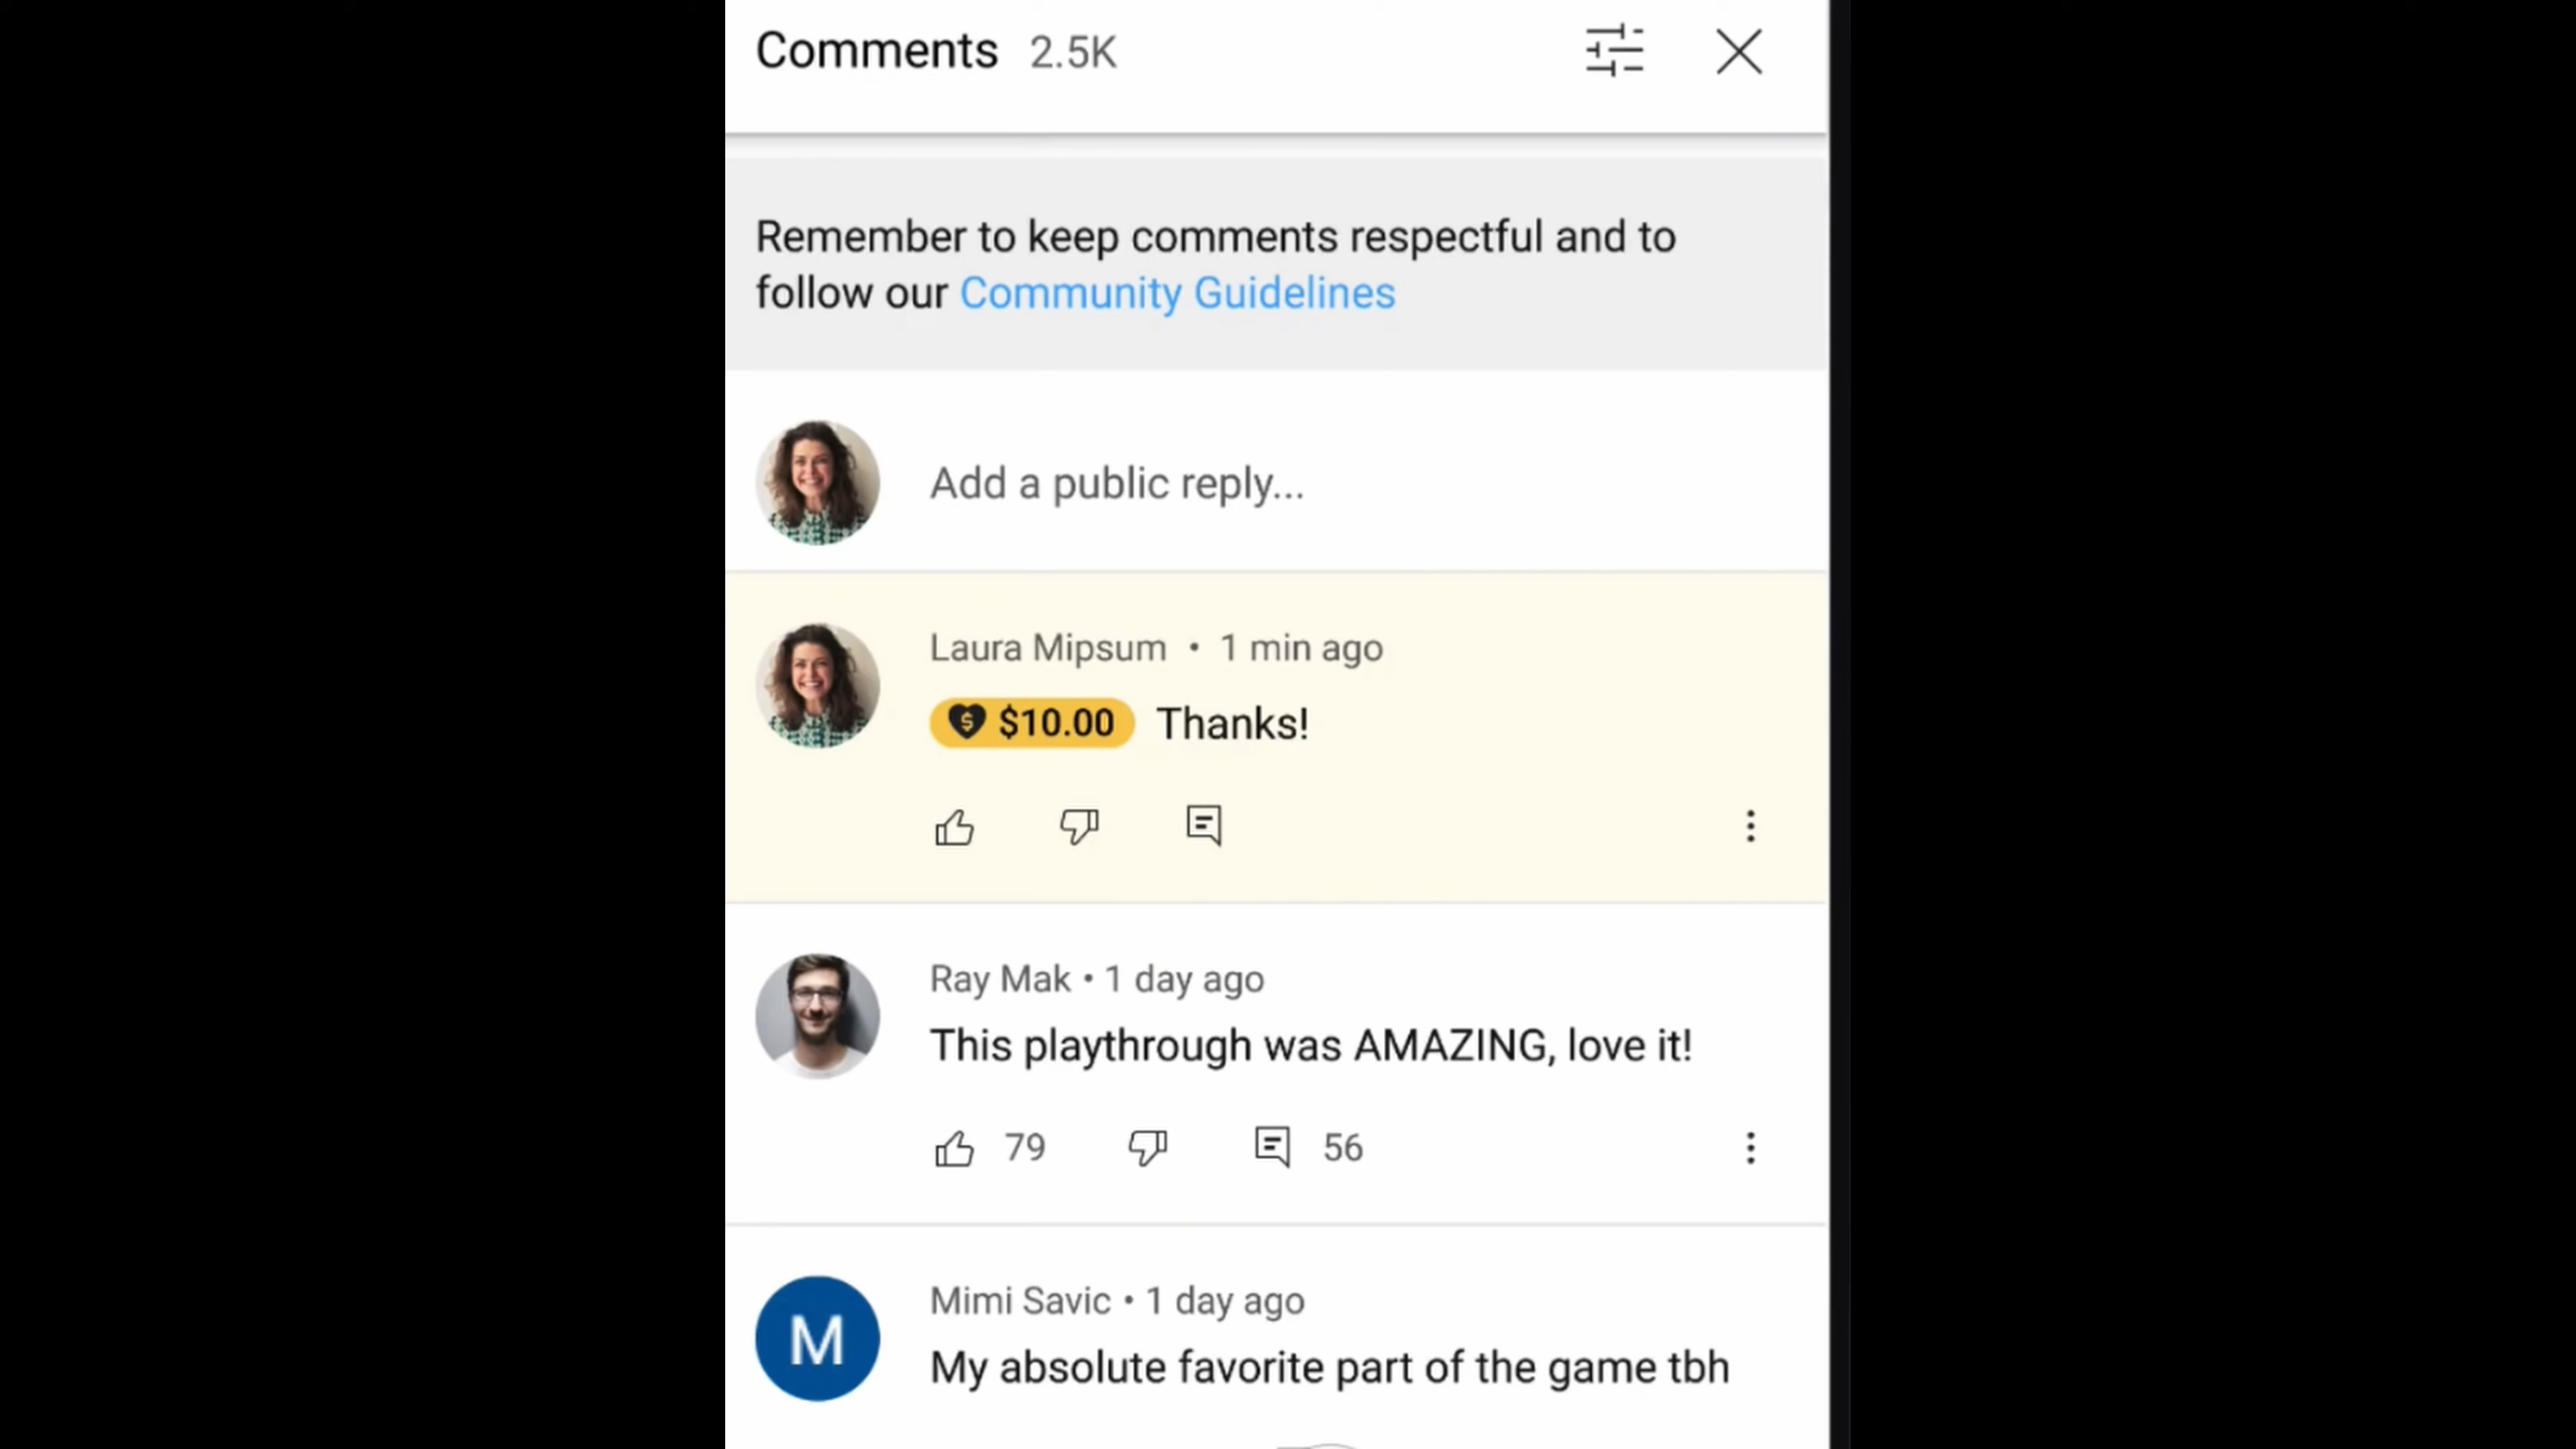 Comments 2.5K
Remember to keep comments respectful and to
follow our Community Guidelines
Add a public reply...
Laura Mipsum • 1 min ago
$10.00 Thanks!
Ray Mak • 1 day ago
This playthrough was AMAZING, love it!
79 56
M
Mimi Savic • 1 day ago
My absolute favorite part of the game tbh